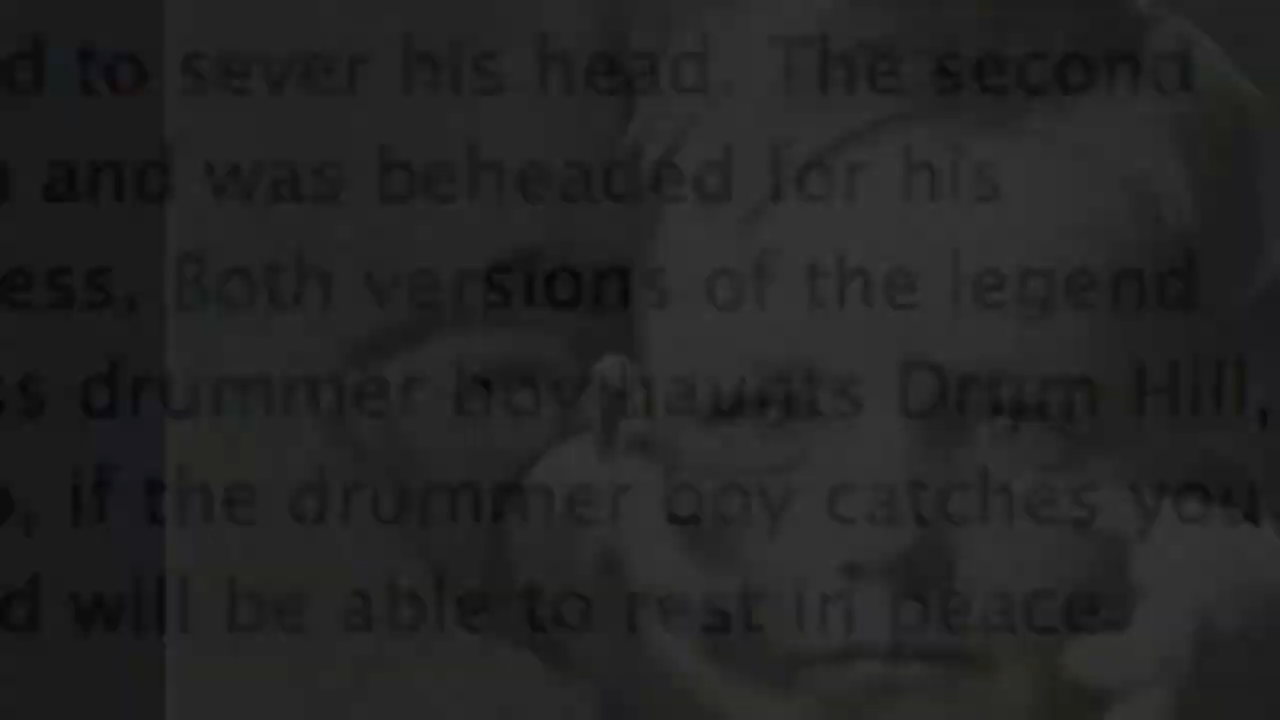 d to sever his head. The second
and was beheaded for his
ess. Both versions of the legend
ss drummer boy haunts Drum Hill,
, if the drummer boy catches you
d will be able to rest in peace.